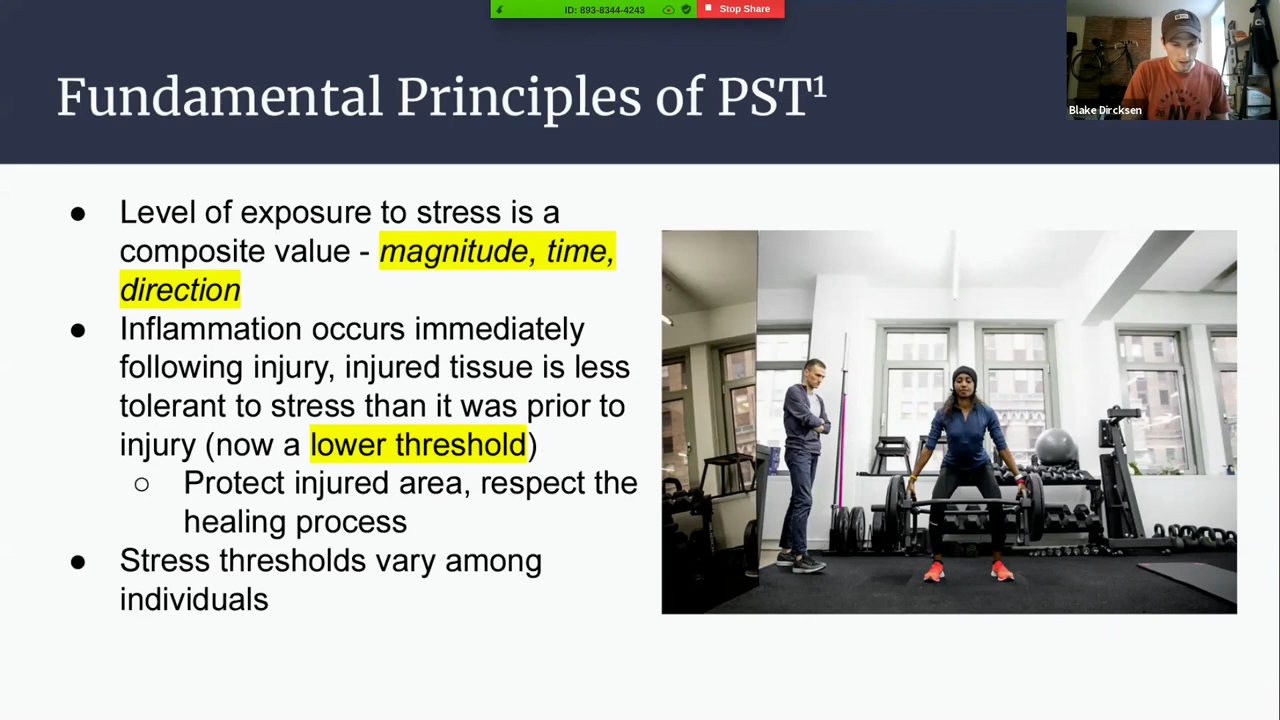 ID: 893-8344-4243
Stop Share
Fundamental Principles of PST¹
Blake Dircksen
● Level of exposure to stress is a
composite value - magnitude, time,
direction
● Inflammation occurs immediately
following injury, injured tissue is less
tolerant to stress than it was prior to
injury (now a lower threshold)
○ Protect injured area, respect the
healing process
● Stress thresholds vary among
individuals